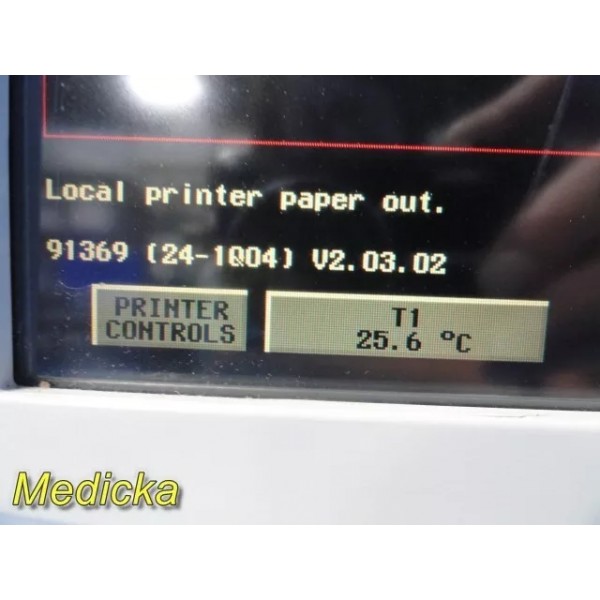 Local printer paper out.
91369 (24-1Q04) V2.03.02
PRINTER
CONTROLS
T1
25.6 °C
Medicka